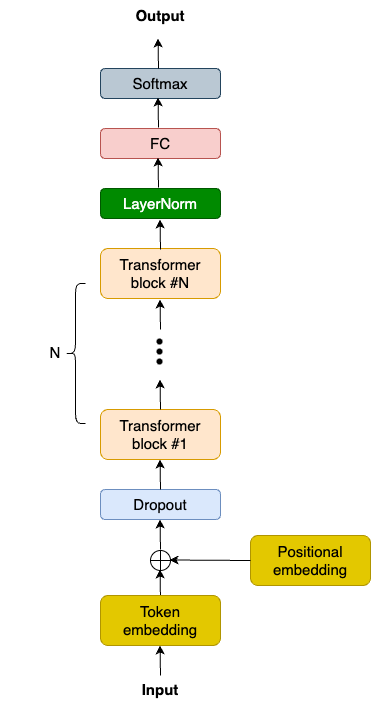 Output
Softmax
FC
LayerNorm
Transformer
block #N
N
Transformer
block #1
Dropout
Positional
embedding
Token
embedding
Input